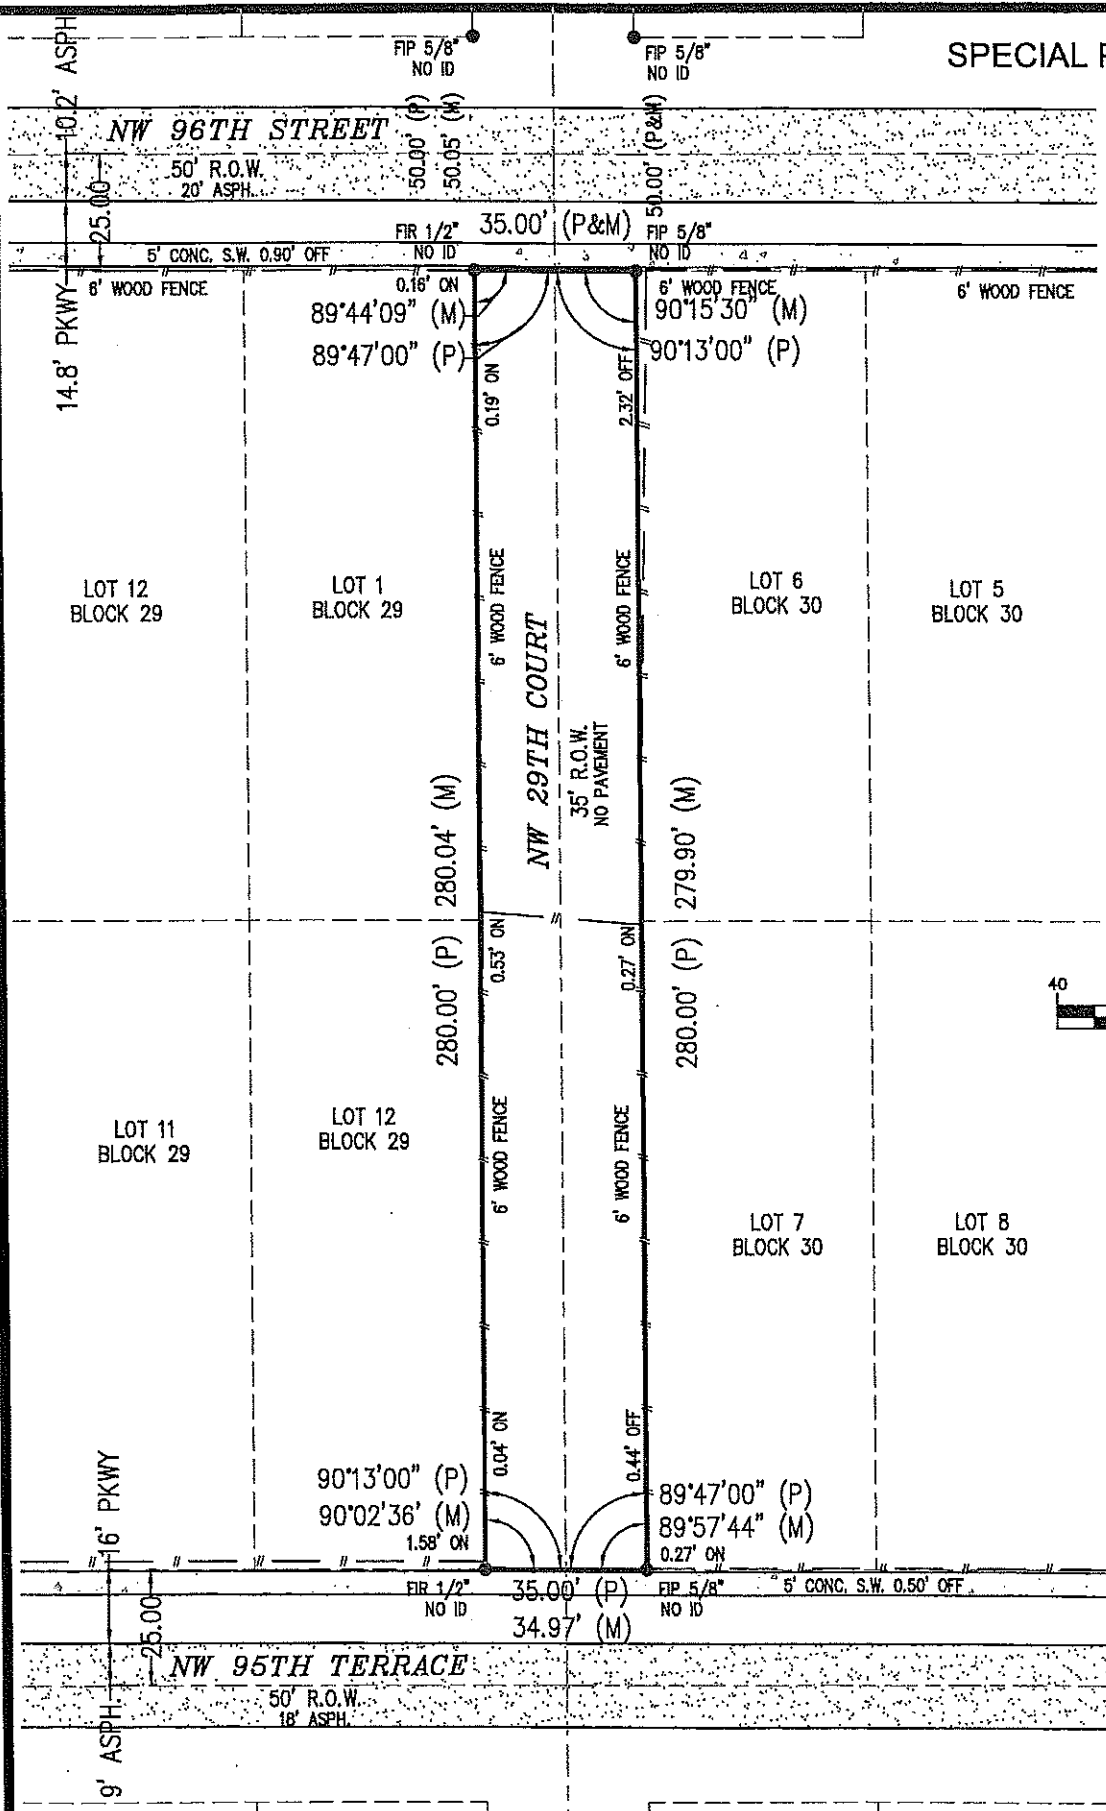 SPECIAL P
10.2' ASPH
FIP 5/8"
NO ID
FIP 5/8"
NO ID
NW 96TH STREET
50' R.O.W.
20' ASPH.
50.00' (P)
50.05' (M)
50.00' (P&M)
25.00
14.8' PKWY
FIR 1/2"
NO ID
35.00' (P&M)
FIP 5/8"
NO ID
5' CONC. S.W. 0.90' OFF
6' WOOD FENCE
0.16' ON
6' WOOD FENCE
6' WOOD FENCE
89°44'09" (M)
89°47'00" (P)
90°15'30" (M)
90°13'00" (P)
0.19' ON
2.32' OFF
LOT 12
BLOCK 29
LOT 1
BLOCK 29
6' WOOD FENCE
6' WOOD FENCE
LOT 6
BLOCK 30
LOT 5
BLOCK 30
NW 29TH COURT
35' R.O.W.
NO PAVEMENT
280.04' (M)
280.00' (P)
279.90' (M)
280.00' (P)
0.53' ON
0.27' ON
40
LOT 11
BLOCK 29
LOT 12
BLOCK 29
6' WOOD FENCE
6' WOOD FENCE
LOT 7
BLOCK 30
LOT 8
BLOCK 30
0.04' ON
0.44' OFF
90°13'00" (P)
90°02'36' (M)
1.58' ON
89°47'00" (P)
89°57'44" (M)
0.27' ON
16' PKWY
FIR 1/2"
NO ID
35.00' (P)
34.97' (M)
FIP 5/8"
NO ID
5' CONC. S.W. 0.50' OFF
25.00
NW 95TH TERRACE
50' R.O.W.
18' ASPH.
9' ASPH.